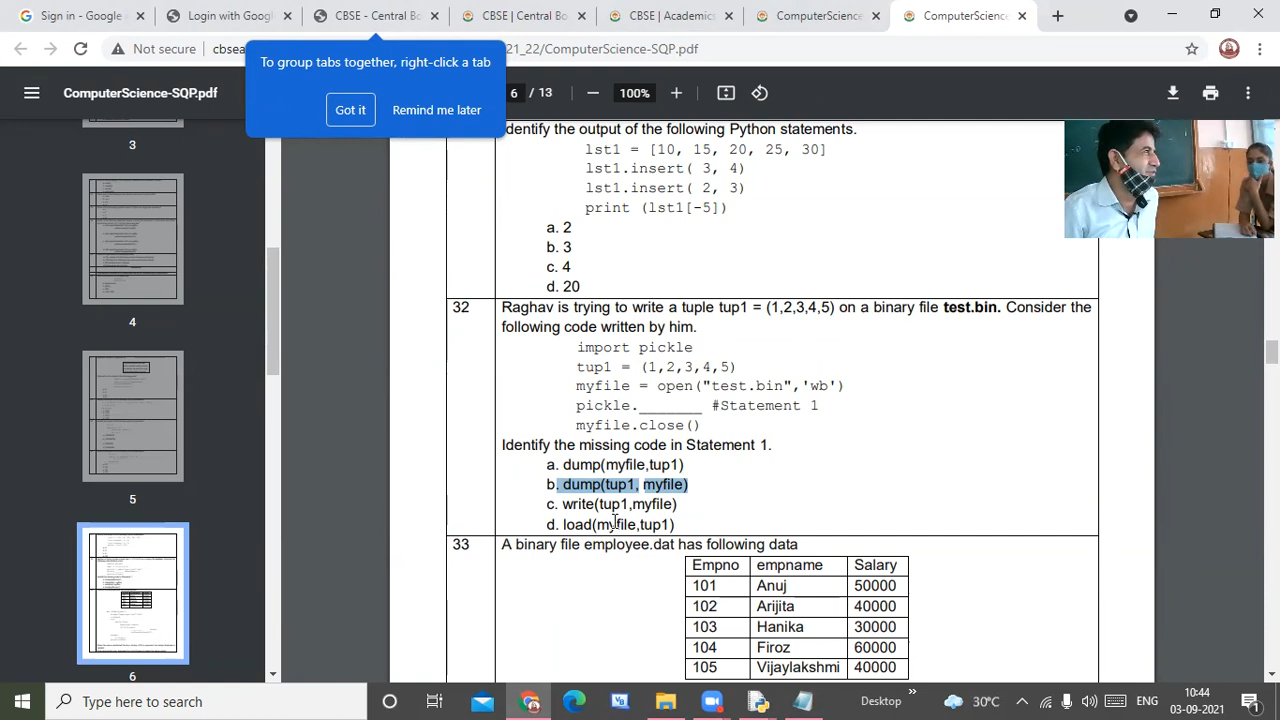 Sign in - Google
Login with Goog
CBSE - Central Bo
CBSE | Central Bo
CBSE | Academics
ComputerScience
ComputerScience
Not secure
cbsea
21_22/ComputerScience-SQP.pdf
To group tabs together, right-click a tab
Got it
Remind me later
ComputerScience-SQP.pdf
6 / 13
100%
3
4
5
6
dentify the output of the following Python statements.
lst1 = [10, 15, 20, 25, 30]
lst1.insert( 3, 4)
lst1.insert( 2, 3)
print (lst1[-5])
a. 2
b. 3
c. 4
d. 20
32 Raghav is trying to write a tuple tup1 = (1,2,3,4,5) on a binary file test.bin. Consider the
following code written by him.
import pickle
tup1 = (1,2,3,4,5)
myfile = open("test.bin",'wb')
pickle._______ #Statement 1
myfile.close()
Identify the missing code in Statement 1.
a. dump(myfile,tup1)
b. dump(tup1, myfile)
c. write(tup1,myfile)
d. load(myfile,tup1)
33 A binary file employee.dat has following data
Empno empname Salary
101 Anuj 50000
102 Arijita 40000
103 Hanika 30000
104 Firoz 60000
105 Vijaylakshmi 40000
Type here to search
Desktop
30°C
ENG
10:44
03-09-2021